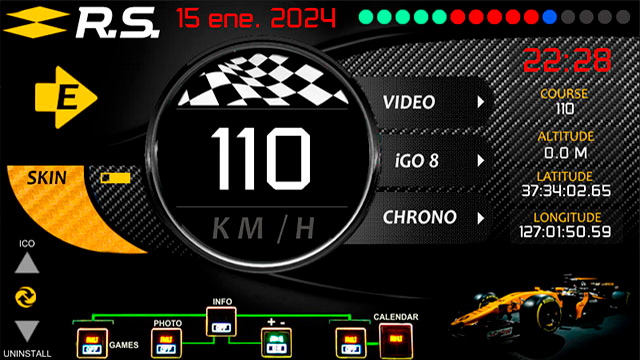 R.S.
15 ene. 2024
22:28
E
VIDEO
COURSE
110
110
iGO 8
ALTITUDE
0.0 M
SKIN
LATITUDE
37:34:02.65
KM/H
CHRONO
LONGITUDE
127:01:50.59
ICO
INFO
PHOTO
+ -
CALENDAR
GAMES
OFF
UNINSTALL